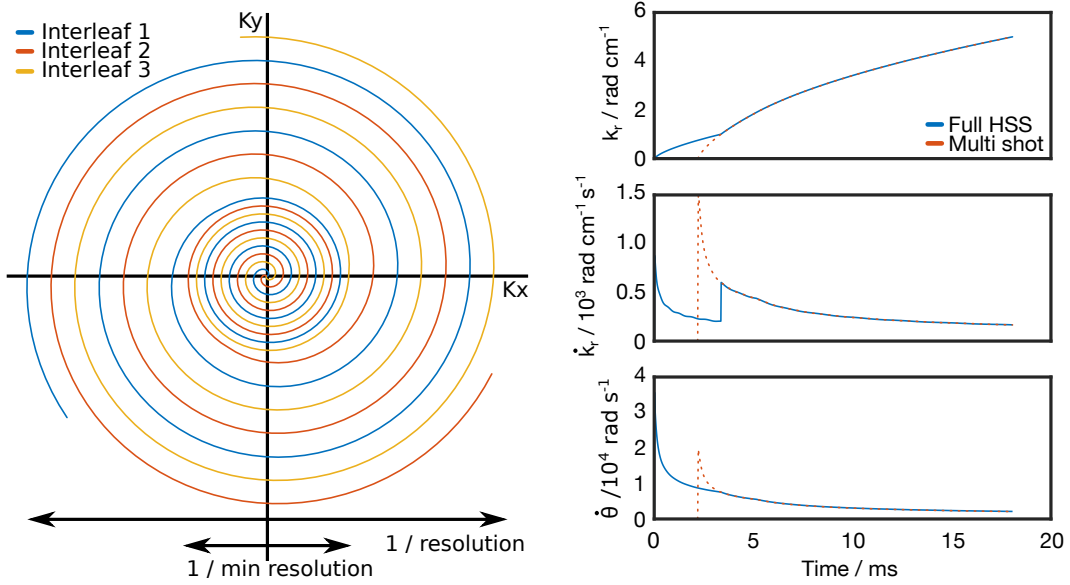 Ky
Interleaf 1
Interleaf 2
Interleaf 3
Kx
1 / resolution
1 / min resolution
6
4
2
0
kᵣ / rad cm⁻¹
Full HSS
Multi shot
1.5
1.0
0.5
0
k̇ᵣ / 10³ rad cm⁻¹ s⁻¹
4
3
2
1
0
θ̇ /10⁴ rad s⁻¹
0 5 10 15 20
Time / ms